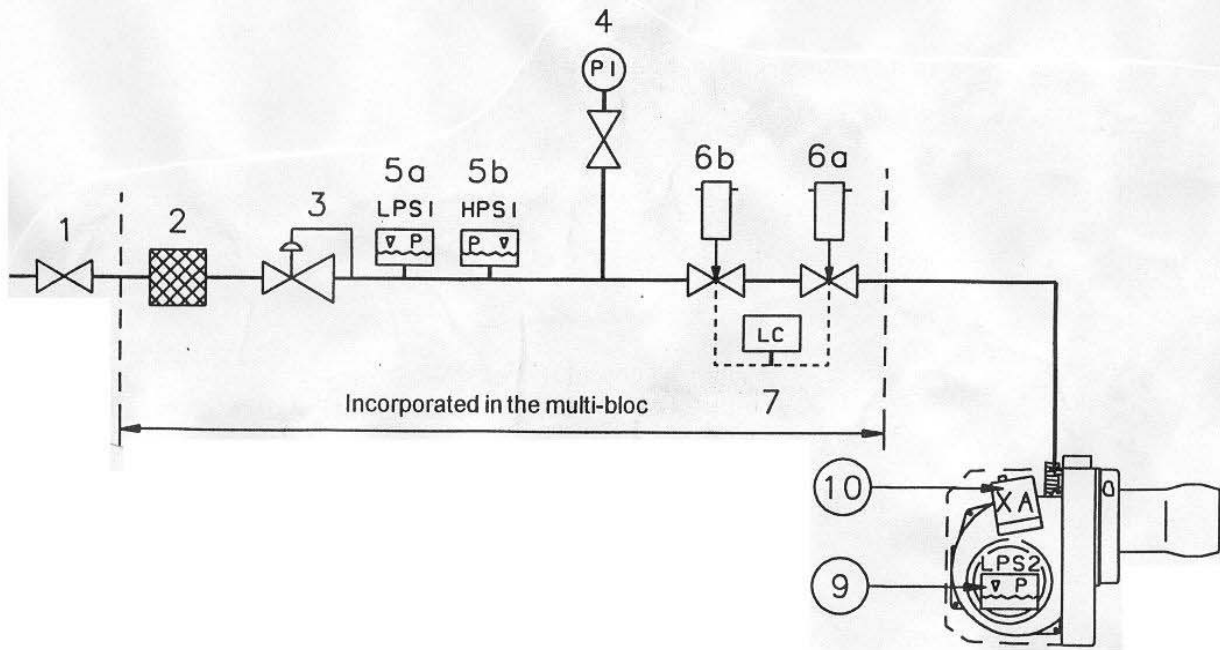 4
PI
6b
6a
5a
5b
3
LPS1
HPS1
2
1
P
P
LC
7
Incorporated in the multi-bloc
10
XA
LPS2
9
P